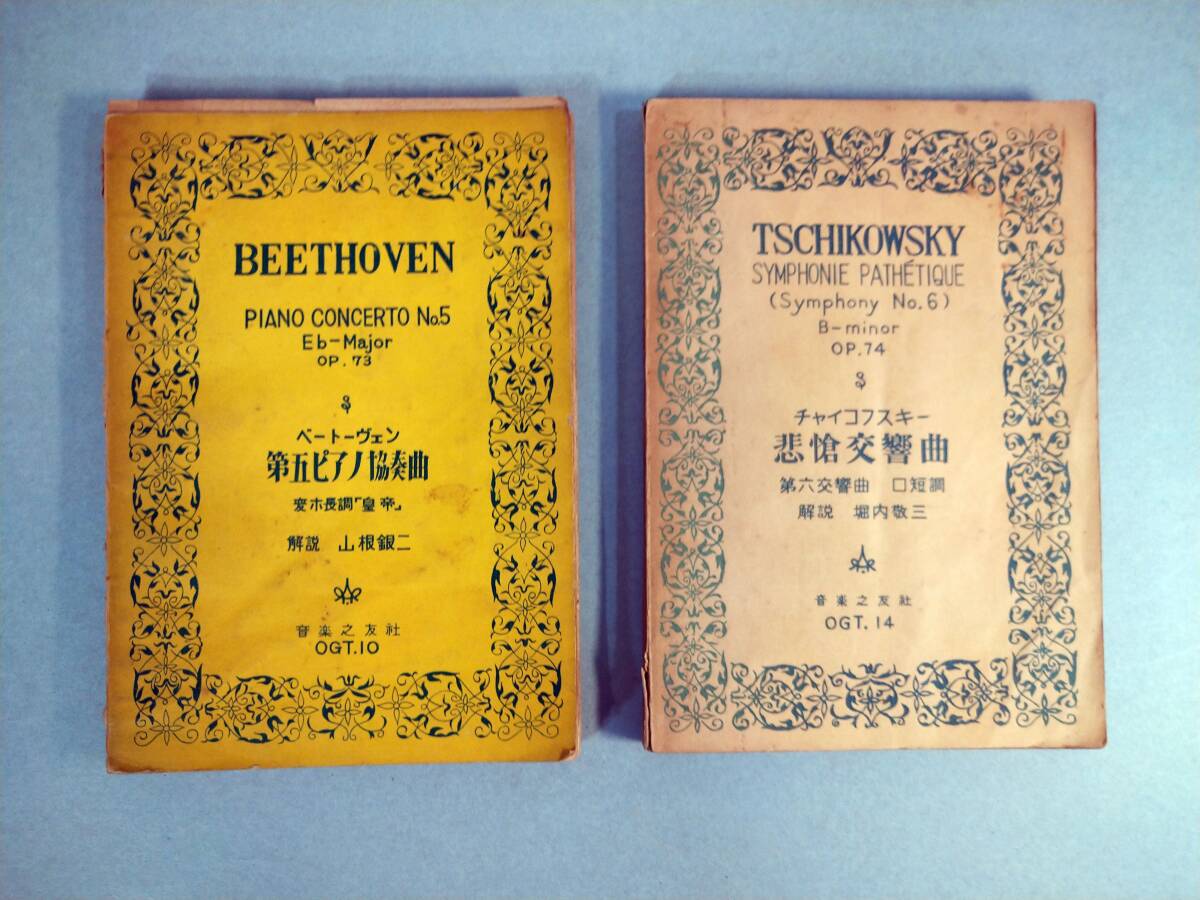 BEETHOVEN
PIANO CONCERTO No.5
Eb-Major
OP. 73
ベートーヴェン
第五ピアノ協奏曲
変ホ長調「皇帝」
解説 山根銀二
音楽之友社
OGT.10
TSCHIKOWSKY
SYMPHONIE PATHÉTIQUE
(Symphony No.6)
B-minor
OP.74
チャイコフスキー
悲愴交響曲
第六交響曲 ロ短調
解説 堀内敬三
音楽之友社
OGT.14